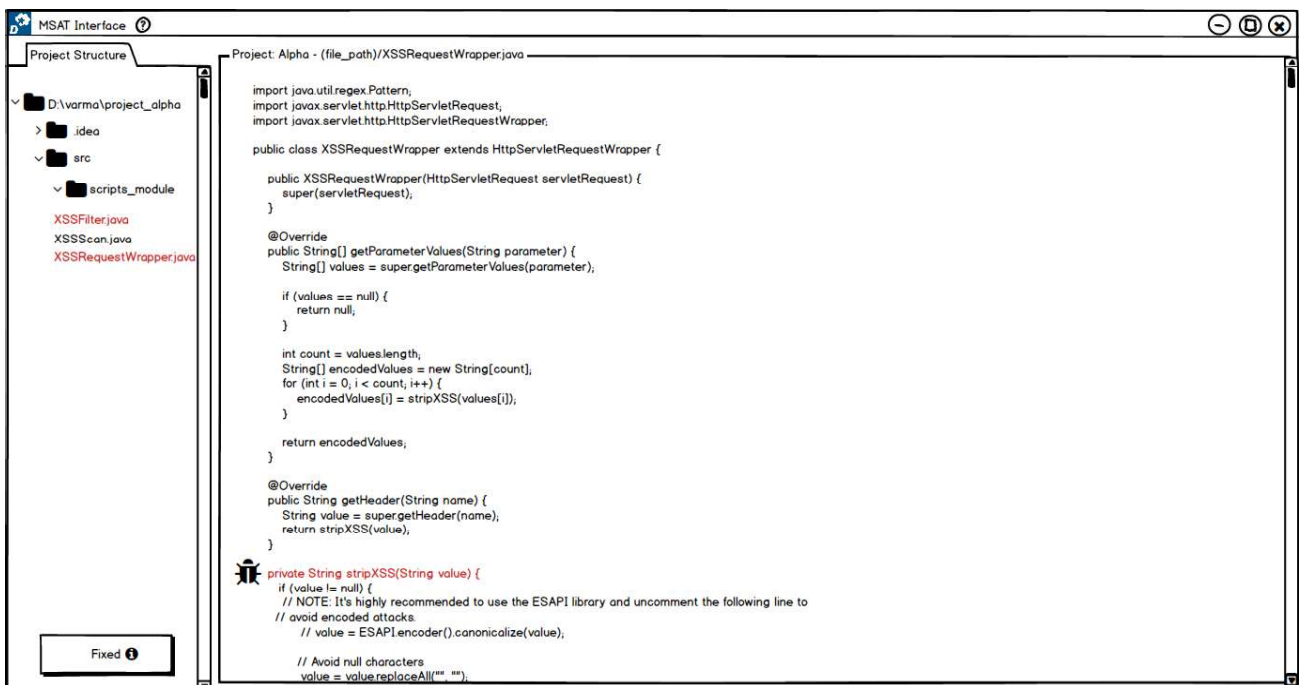 MSAT Interface ?
Project Structure
D:\varma\project_alpha
.idea
src
scripts_module
XSSFilter.java
XSSScan.java
XSSRequestWrapper.java
Fixed
Project: Alpha - (file_path)/XSSRequestWrapper.java
import java.util.regex.Pattern;
import javax.servlet.http.HttpServletRequest;
import javax.servlet.http.HttpServletRequestWrapper;
public class XSSRequestWrapper extends HttpServletRequestWrapper {
public XSSRequestWrapper(HttpServletRequest servletRequest) {
super(servletRequest);
}
@Override
public String[] getParameterValues(String parameter) {
String[] values = super.getParameterValues(parameter);
if (values == null) {
return null;
}
int count = values.length;
String[] encodedValues = new String[count];
for (int i = 0; i < count; i++) {
encodedValues[i] = stripXSS(values[i]);
}
return encodedValues;
}
@Override
public String getHeader(String name) {
String value = super.getHeader(name);
return stripXSS(value);
}
private String stripXSS(String value) {
if (value != null) {
// NOTE: It's highly recommended to use the ESAPI library and uncomment the following line to
// avoid encoded attacks.
// value = ESAPI.encoder().canonicalize(value);
// Avoid null characters
value = value.replaceAll("", "");